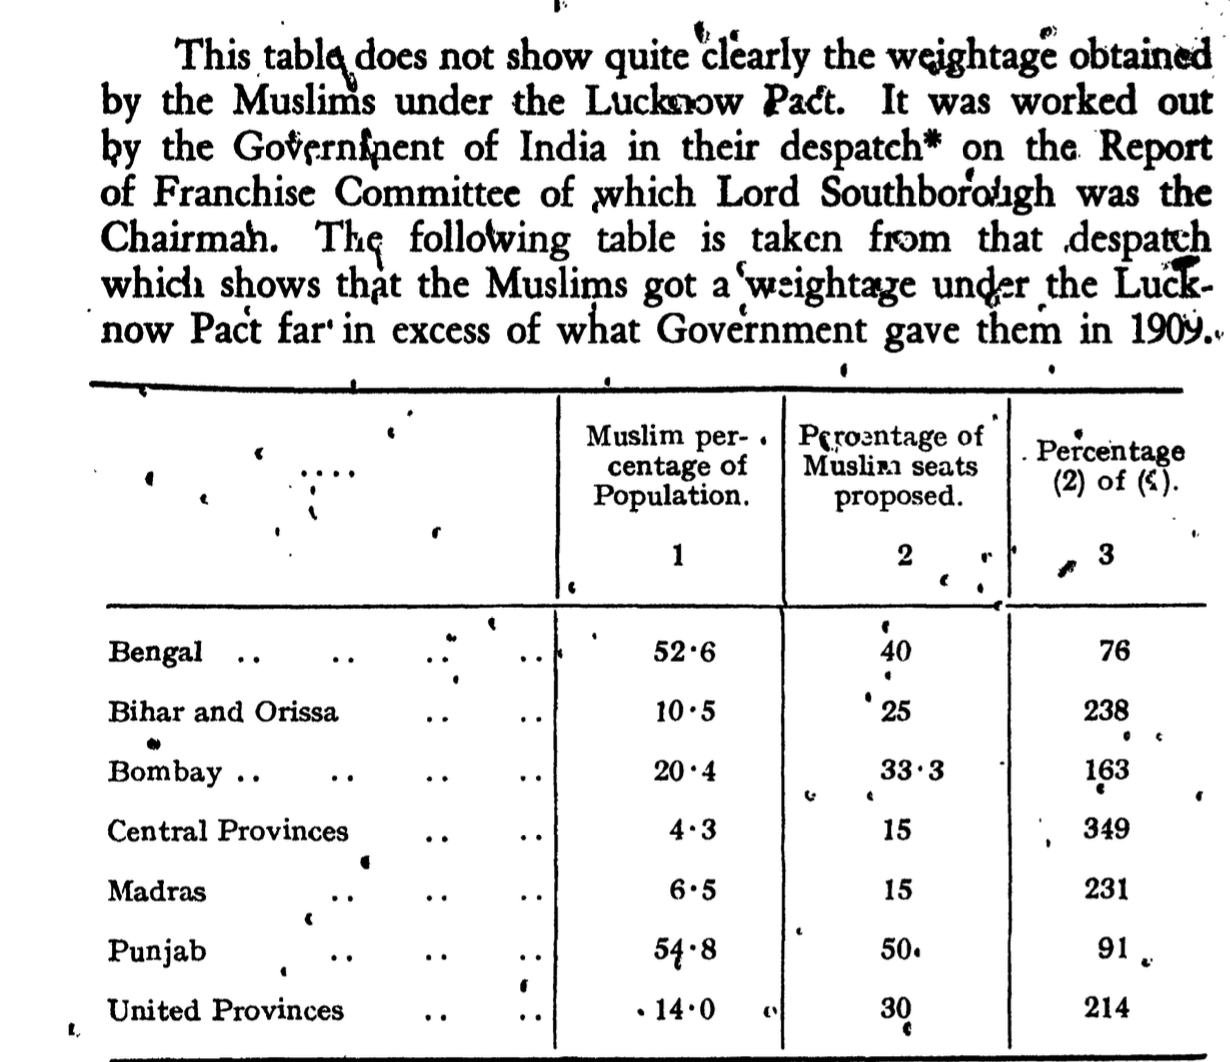 This table does not show quite clearly the weightage obtained
by the Muslims under the Lucknow Pact. It was worked out
by the Government of India in their despatch* on the Report
of Franchise Committee of which Lord Southborough was the
Chairman. The following table is taken from that despatch
which shows that the Muslims got a weightage under the Luck-
now Pact far in excess of what Government gave them in 1909.
Muslim per-
centage of
Population.
1
Percentage of
Muslim seats
proposed.
2
Percentage
(2) of (1).
3
Bengal .. .. .. .. 52·6 40 76
Bihar and Orissa .. .. 10·5 25 238
Bombay .. .. .. .. 20·4 33·3 163
Central Provinces .. .. 4·3 15 349
Madras .. .. .. 6·5 15 231
Punjab .. .. .. 54·8 50 91
United Provinces .. .. 14·0 30 214